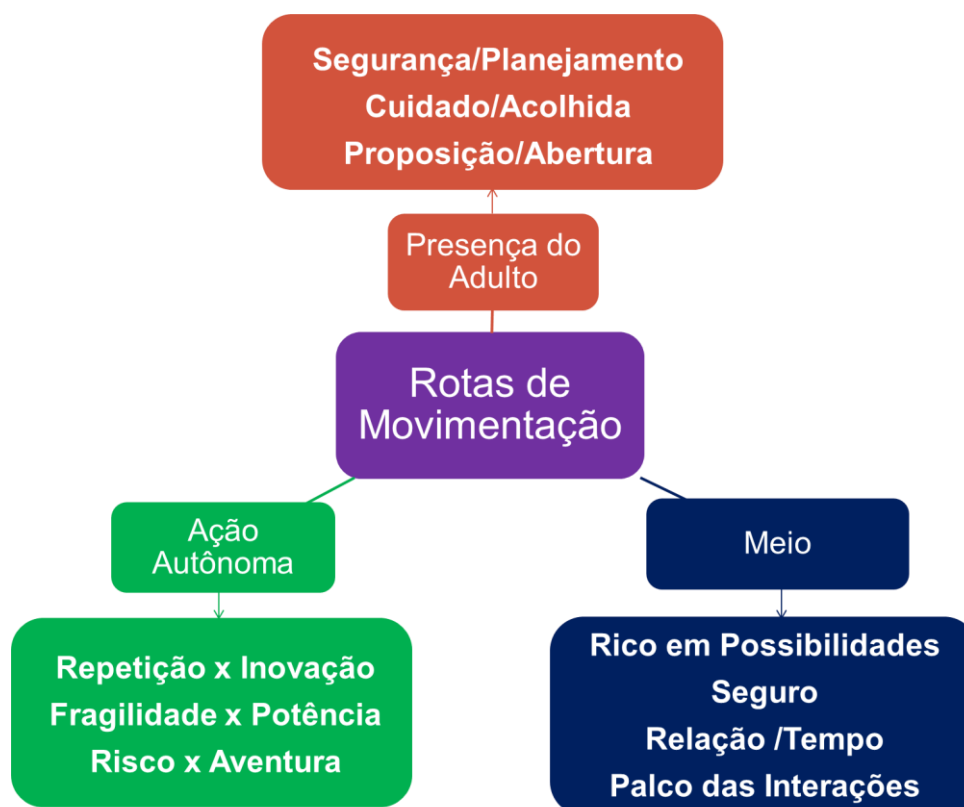 Segurança/Planejamento
Cuidado/Acolhida
Proposição/Abertura
Presença do
Adulto
Rotas de
Movimentação
Ação
Autônoma
Meio
Repetição x Inovação
Fragilidade x Potência
Risco x Aventura
Rico em Possibilidades
Seguro
Relação /Tempo
Palco das Interações